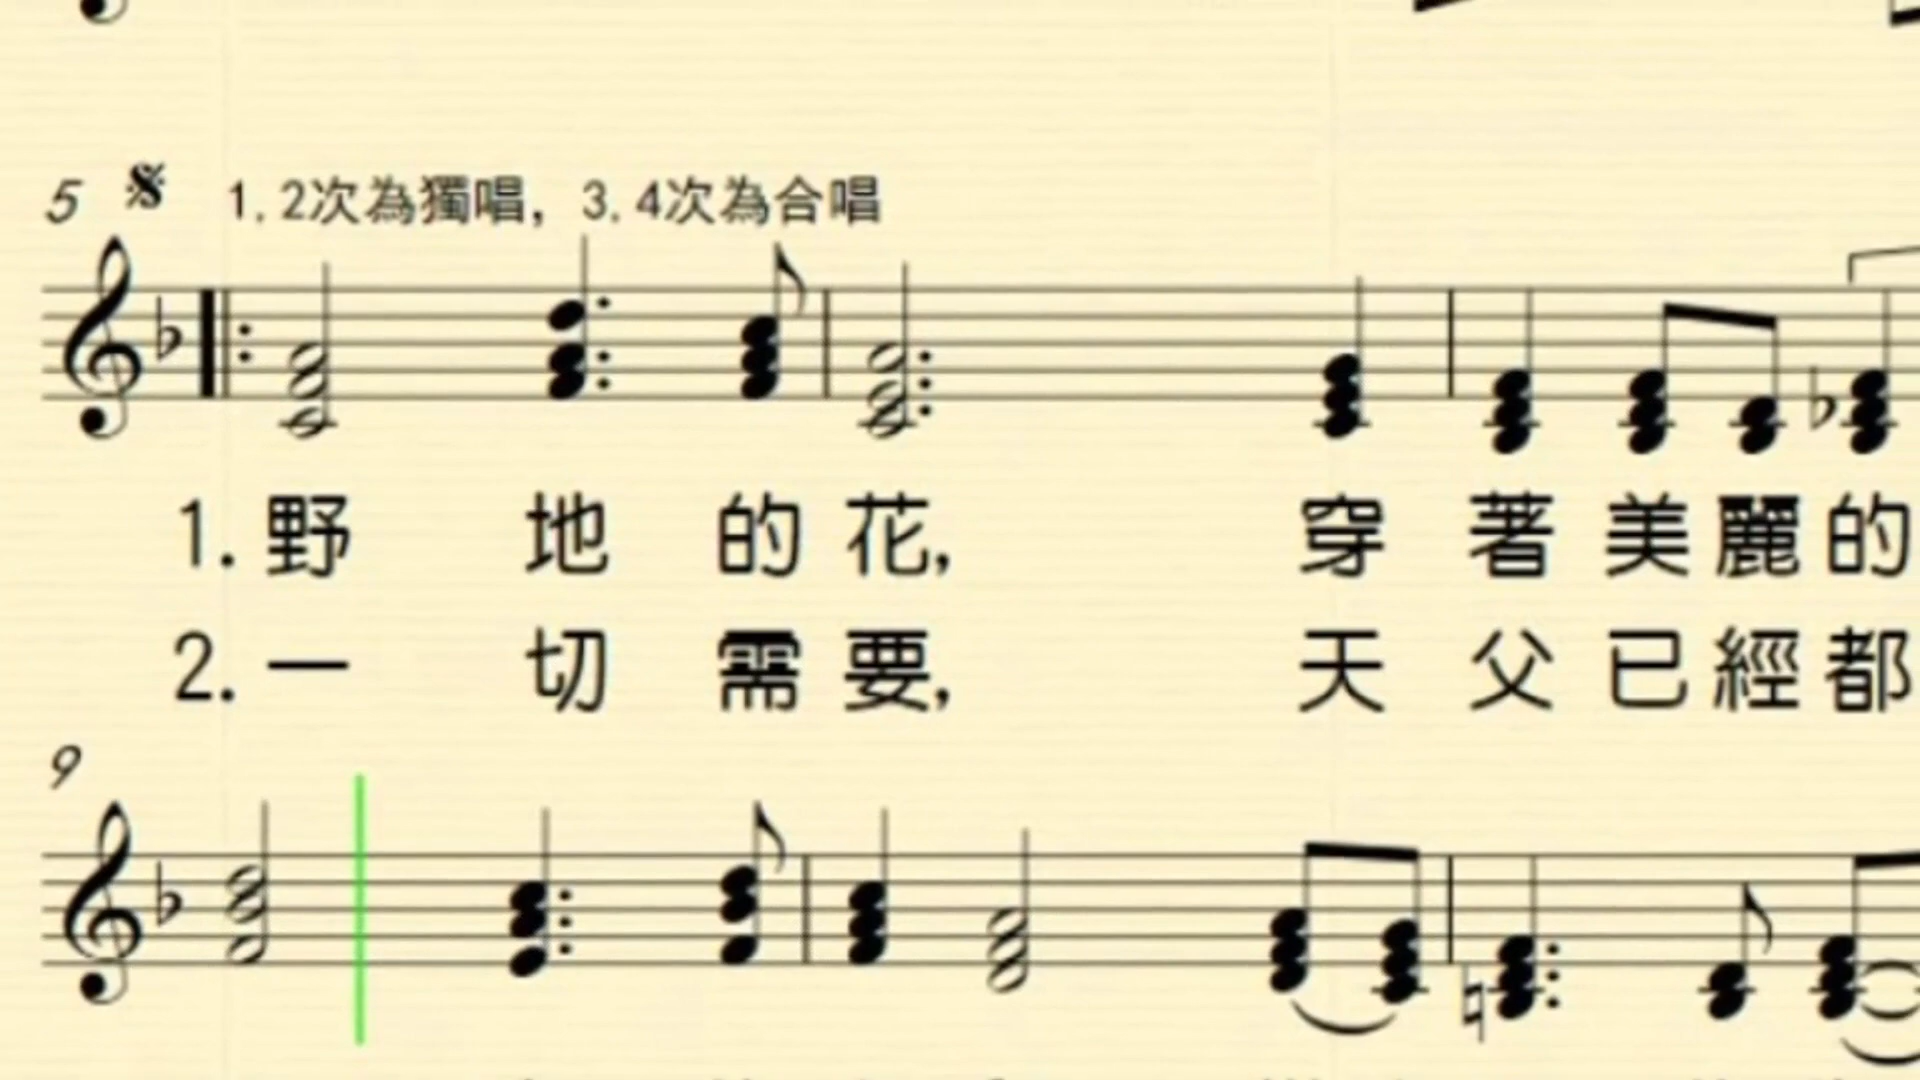 5 1.2次為獨唱, 3.4次為合唱
1.野地的花, 穿著美麗的
2.一切需要, 天父已經都
9